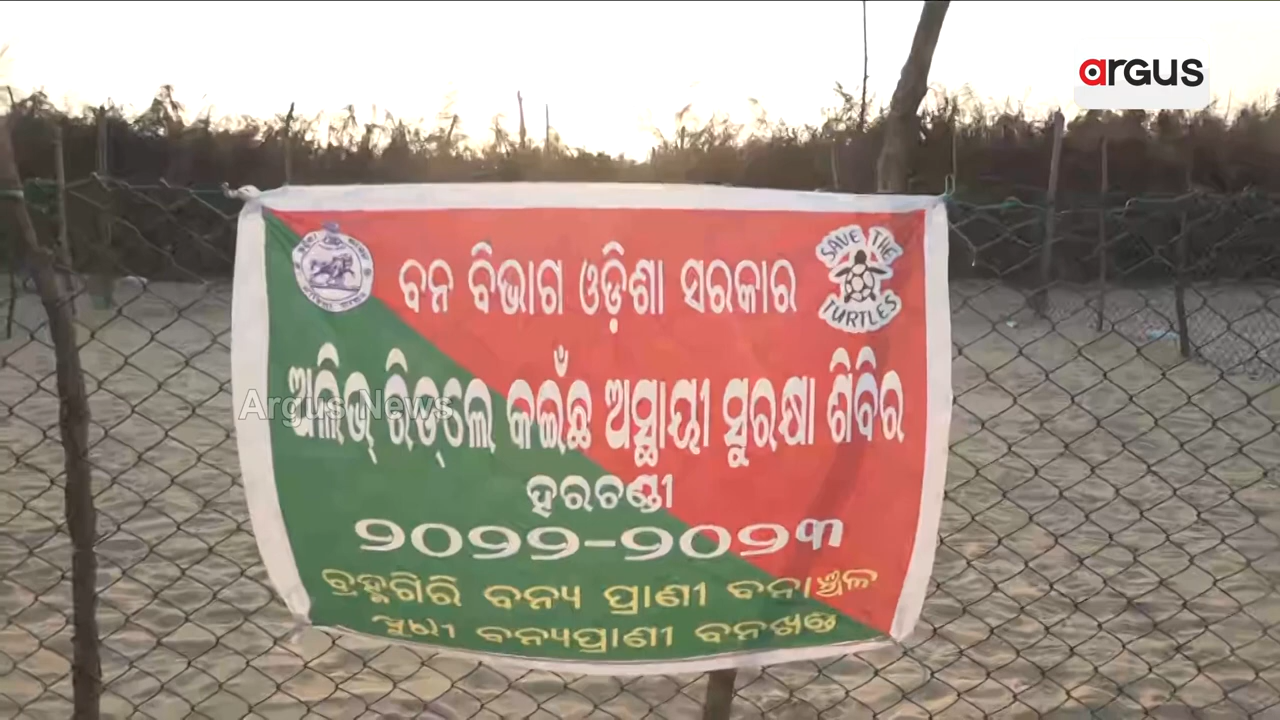 argus
ବନ ବିଭାଗ ଓଡ଼ିଶା ସରକାର
SAVE THE
TURTLES
ଅଲିଭ୍ ରିଡ୍‌ଲେ କଇଁଛ ଅସ୍ଥାୟୀ ସୁରକ୍ଷା ଶିବିର
Argus News
ହରଚଣ୍ଡୀ
୨୦୨୨-୨୦୨୩
ବ୍ରହ୍ମଗିରି ବନ୍ୟ ପ୍ରାଣୀ ବନାଞ୍ଚଳ
ପୁରୀ ବନ୍ୟପ୍ରାଣୀ ବନଖଣ୍ଡ